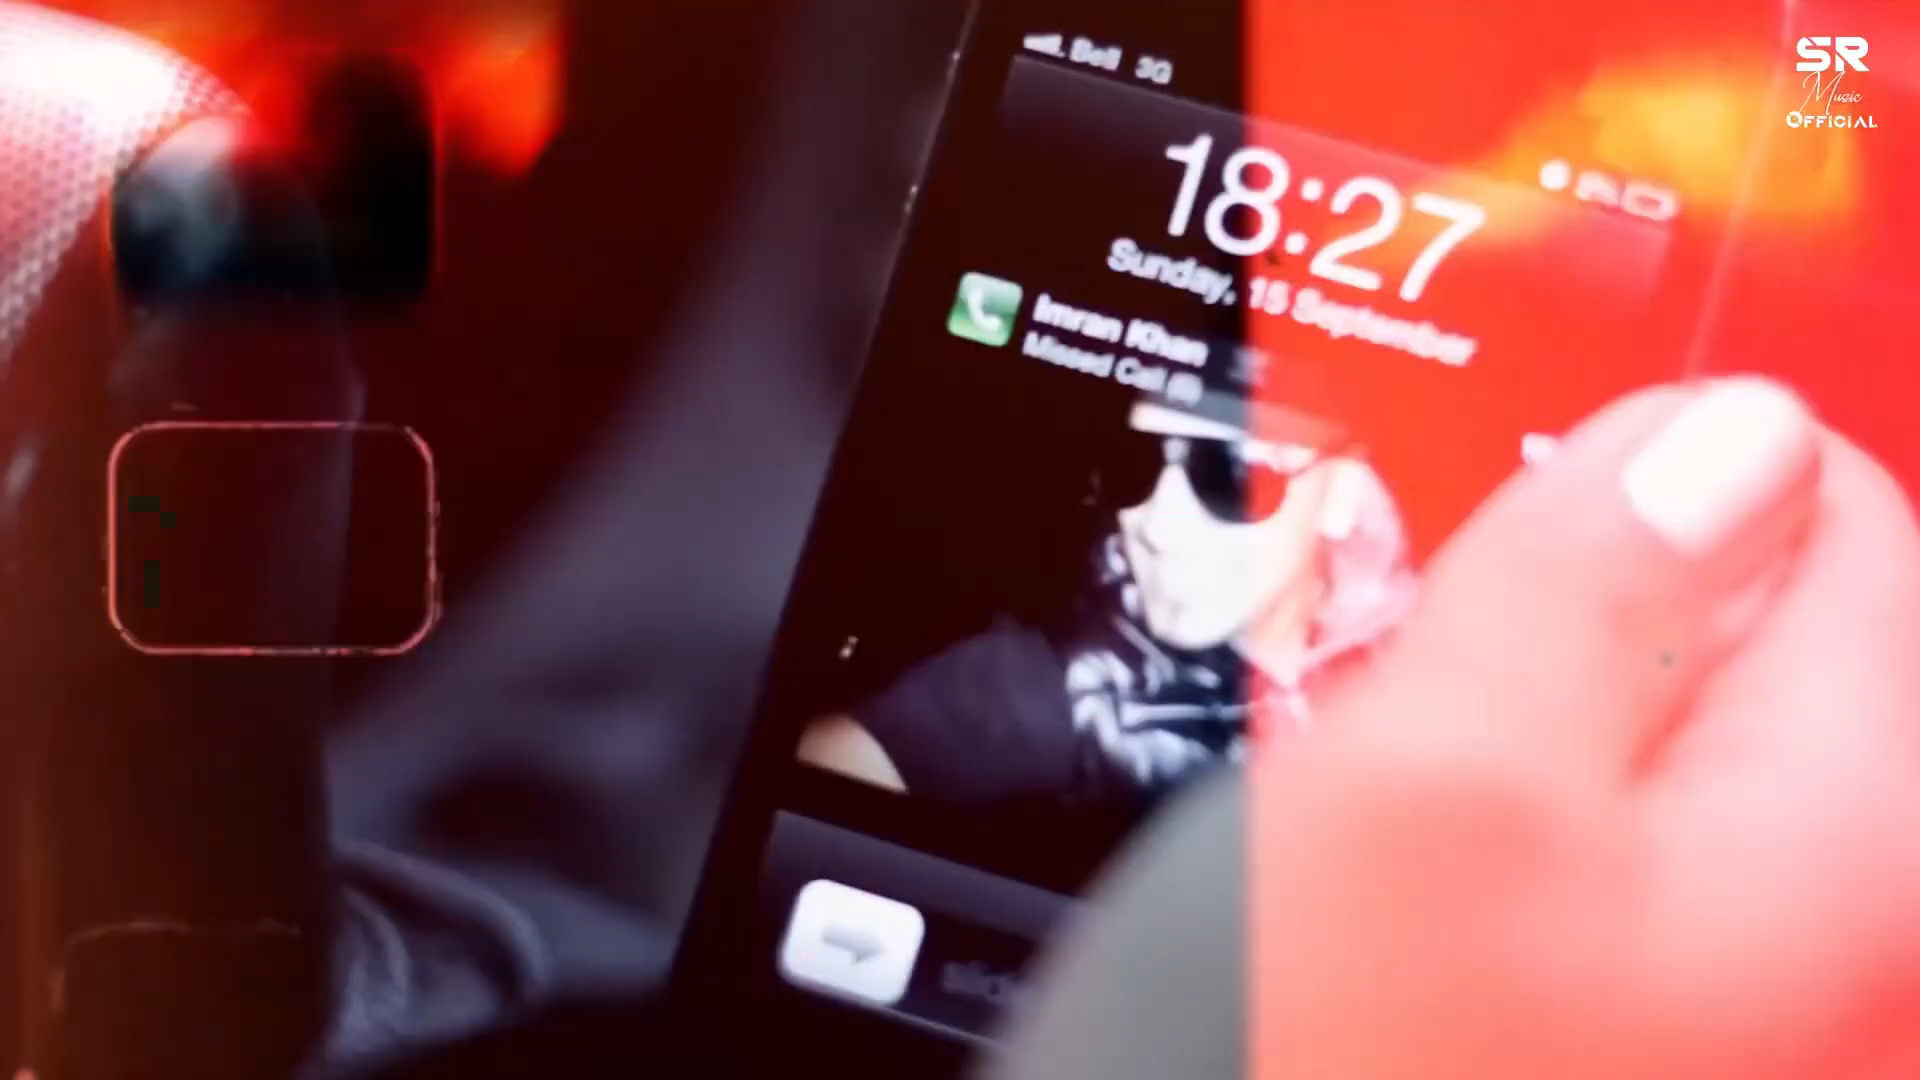 Bell 3G
18:27
Sunday, 15 September
Imran Khan
Missed Call
SR
Music
OFFICIAL